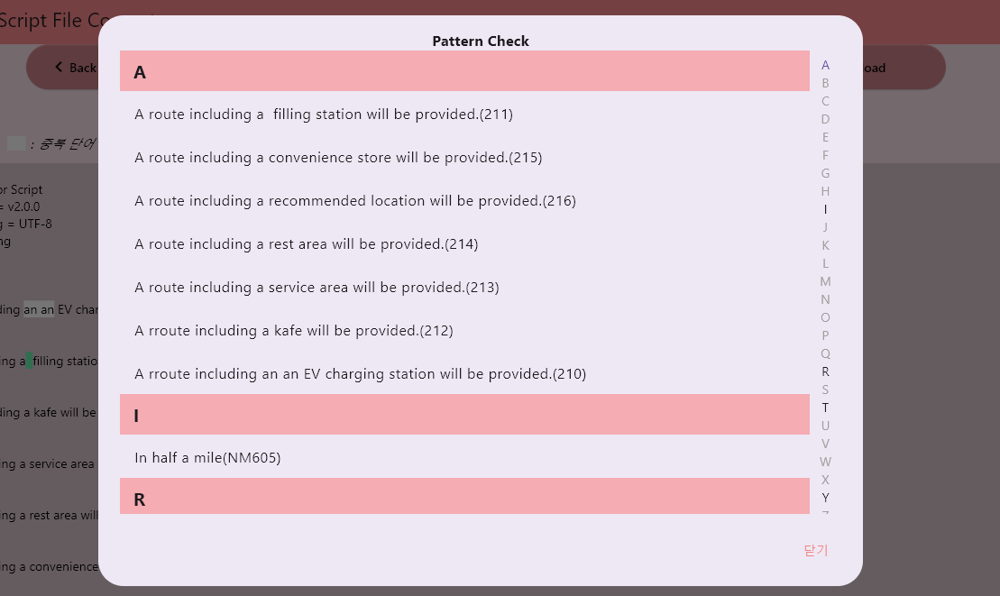 Script File Co
Back
oad
: 중복 단어
or Script
= v2.0.0
g = UTF-8
ng
ding an an EV char
ing a filling statio
ding a kafe will be
ing a service area
ing a rest area will
ing a convenience
Pattern Check
A
A route including a  filling station will be provided.(211)
A route including a convenience store will be provided.(215)
A route including a recommended location will be provided.(216)
A route including a rest area will be provided.(214)
A route including a service area will be provided.(213)
A rroute including a kafe will be provided.(212)
A rroute including an an EV charging station will be provided.(210)
I
In half a mile(NM605)
R
A
B
C
D
E
F
G
H
I
J
K
L
M
N
O
P
Q
R
S
T
U
V
W
X
Y
Z
닫기